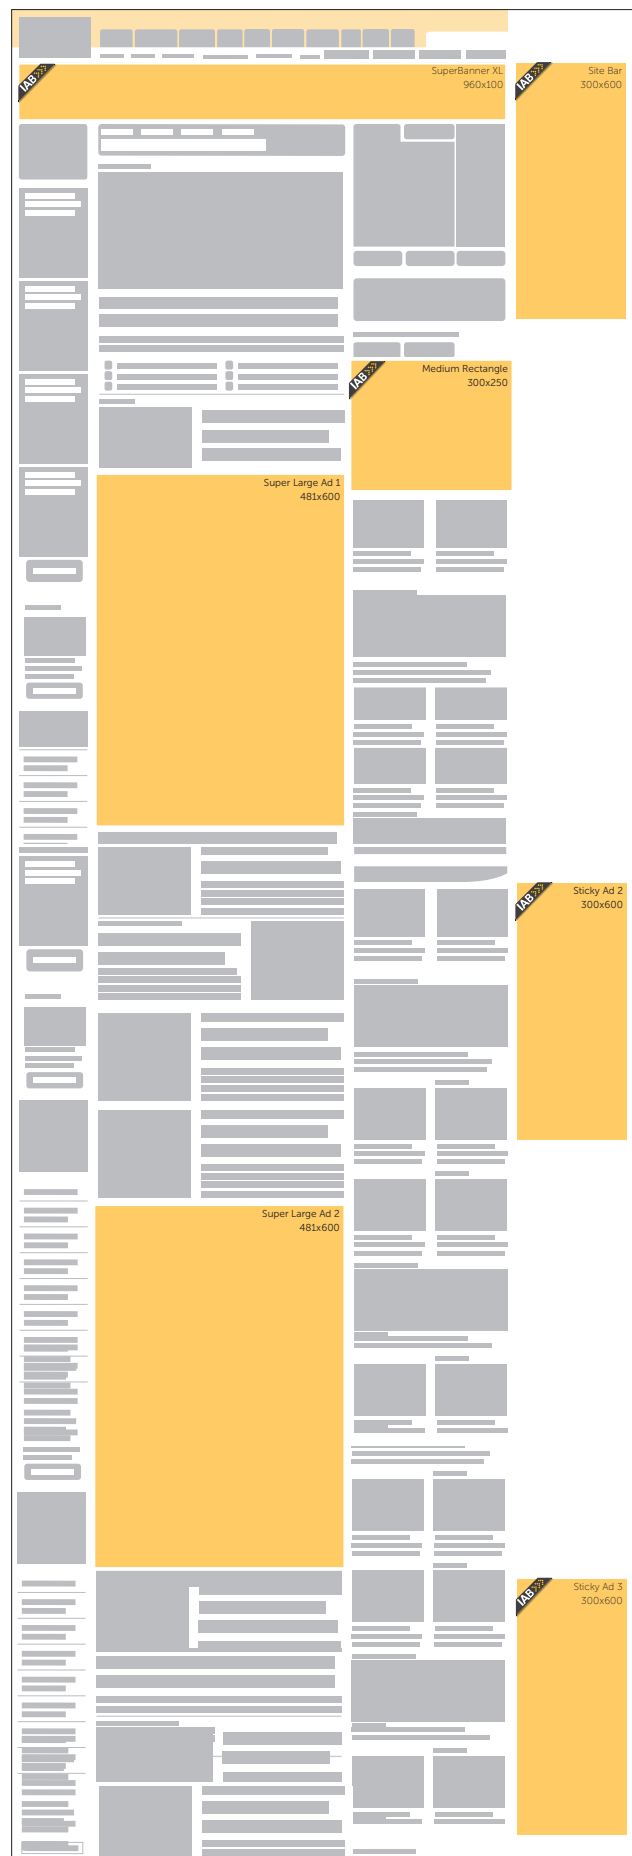 IAB
SuperBanner XL
960x100
IAB
Site Bar
300x600
IAB
Medium Rectangle
300x250
Super Large Ad 1
481x600
IAB
Sticky Ad 2
300x600
Super Large Ad 2
481x600
IAB
Sticky Ad 3
300x600